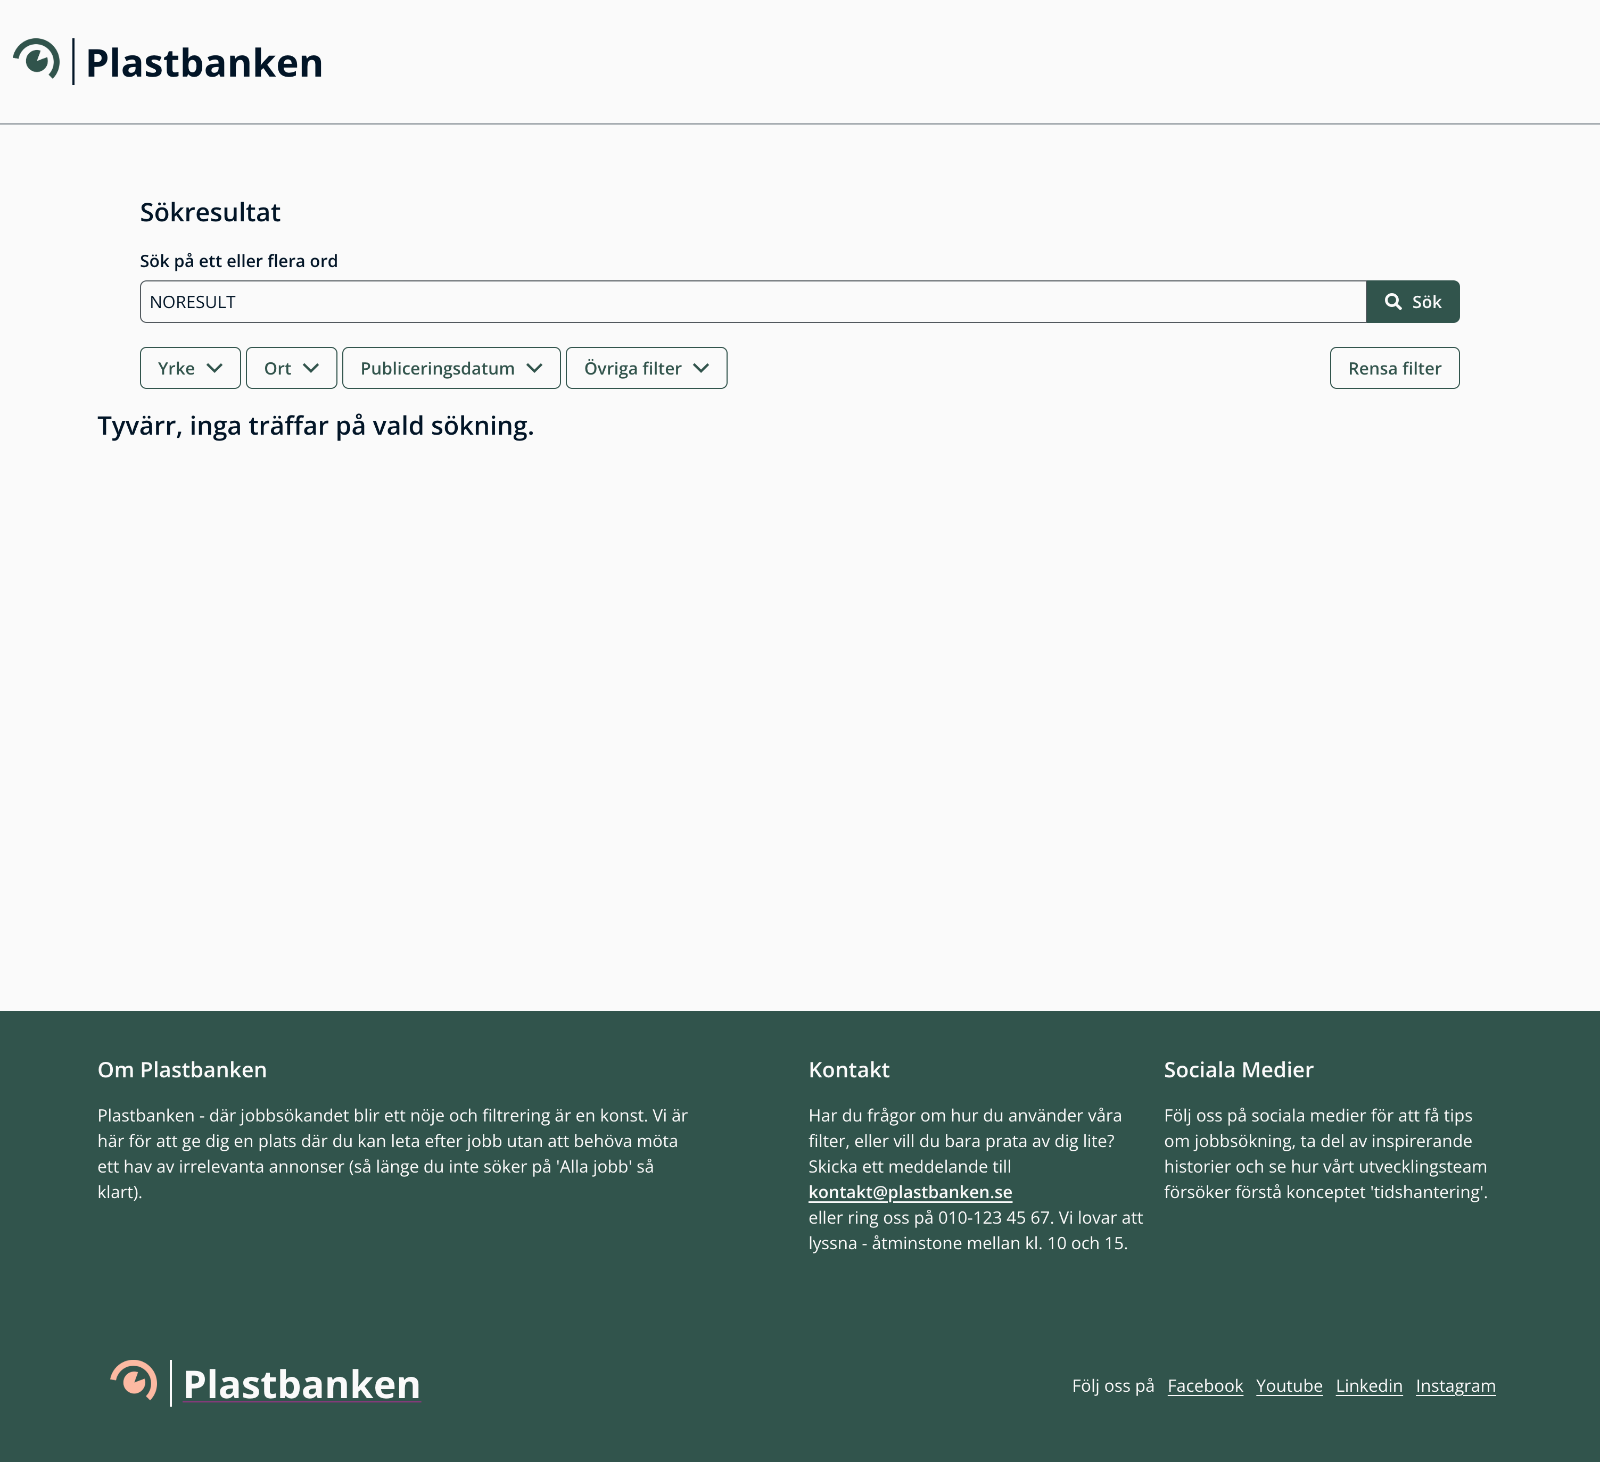 Plastbanken
Sökresultat
Sök på ett eller flera ord
NORESULT
Sök
Yrke
Ort
Publiceringsdatum
Övriga filter
Rensa filter
Tyvärr, inga träffar på vald sökning.
Om Plastbanken
Plastbanken - där jobbsökandet blir ett nöje och filtrering är en konst. Vi är
här för att ge dig en plats där du kan leta efter jobb utan att behöva möta
ett hav av irrelevanta annonser (så länge du inte söker på 'Alla jobb' så
klart).
Kontakt
Har du frågor om hur du använder våra
filter, eller vill du bara prata av dig lite?
Skicka ett meddelande till
kontakt@plastbanken.se
eller ring oss på 010-123 45 67. Vi lovar att
lyssna - åtminstone mellan kl. 10 och 15.
Sociala Medier
Följ oss på sociala medier för att få tips
om jobbsökning, ta del av inspirerande
historier och se hur vårt utvecklingsteam
försöker förstå konceptet 'tidshantering'.
Plastbanken
Följ oss på Facebook Youtube Linkedin Instagram